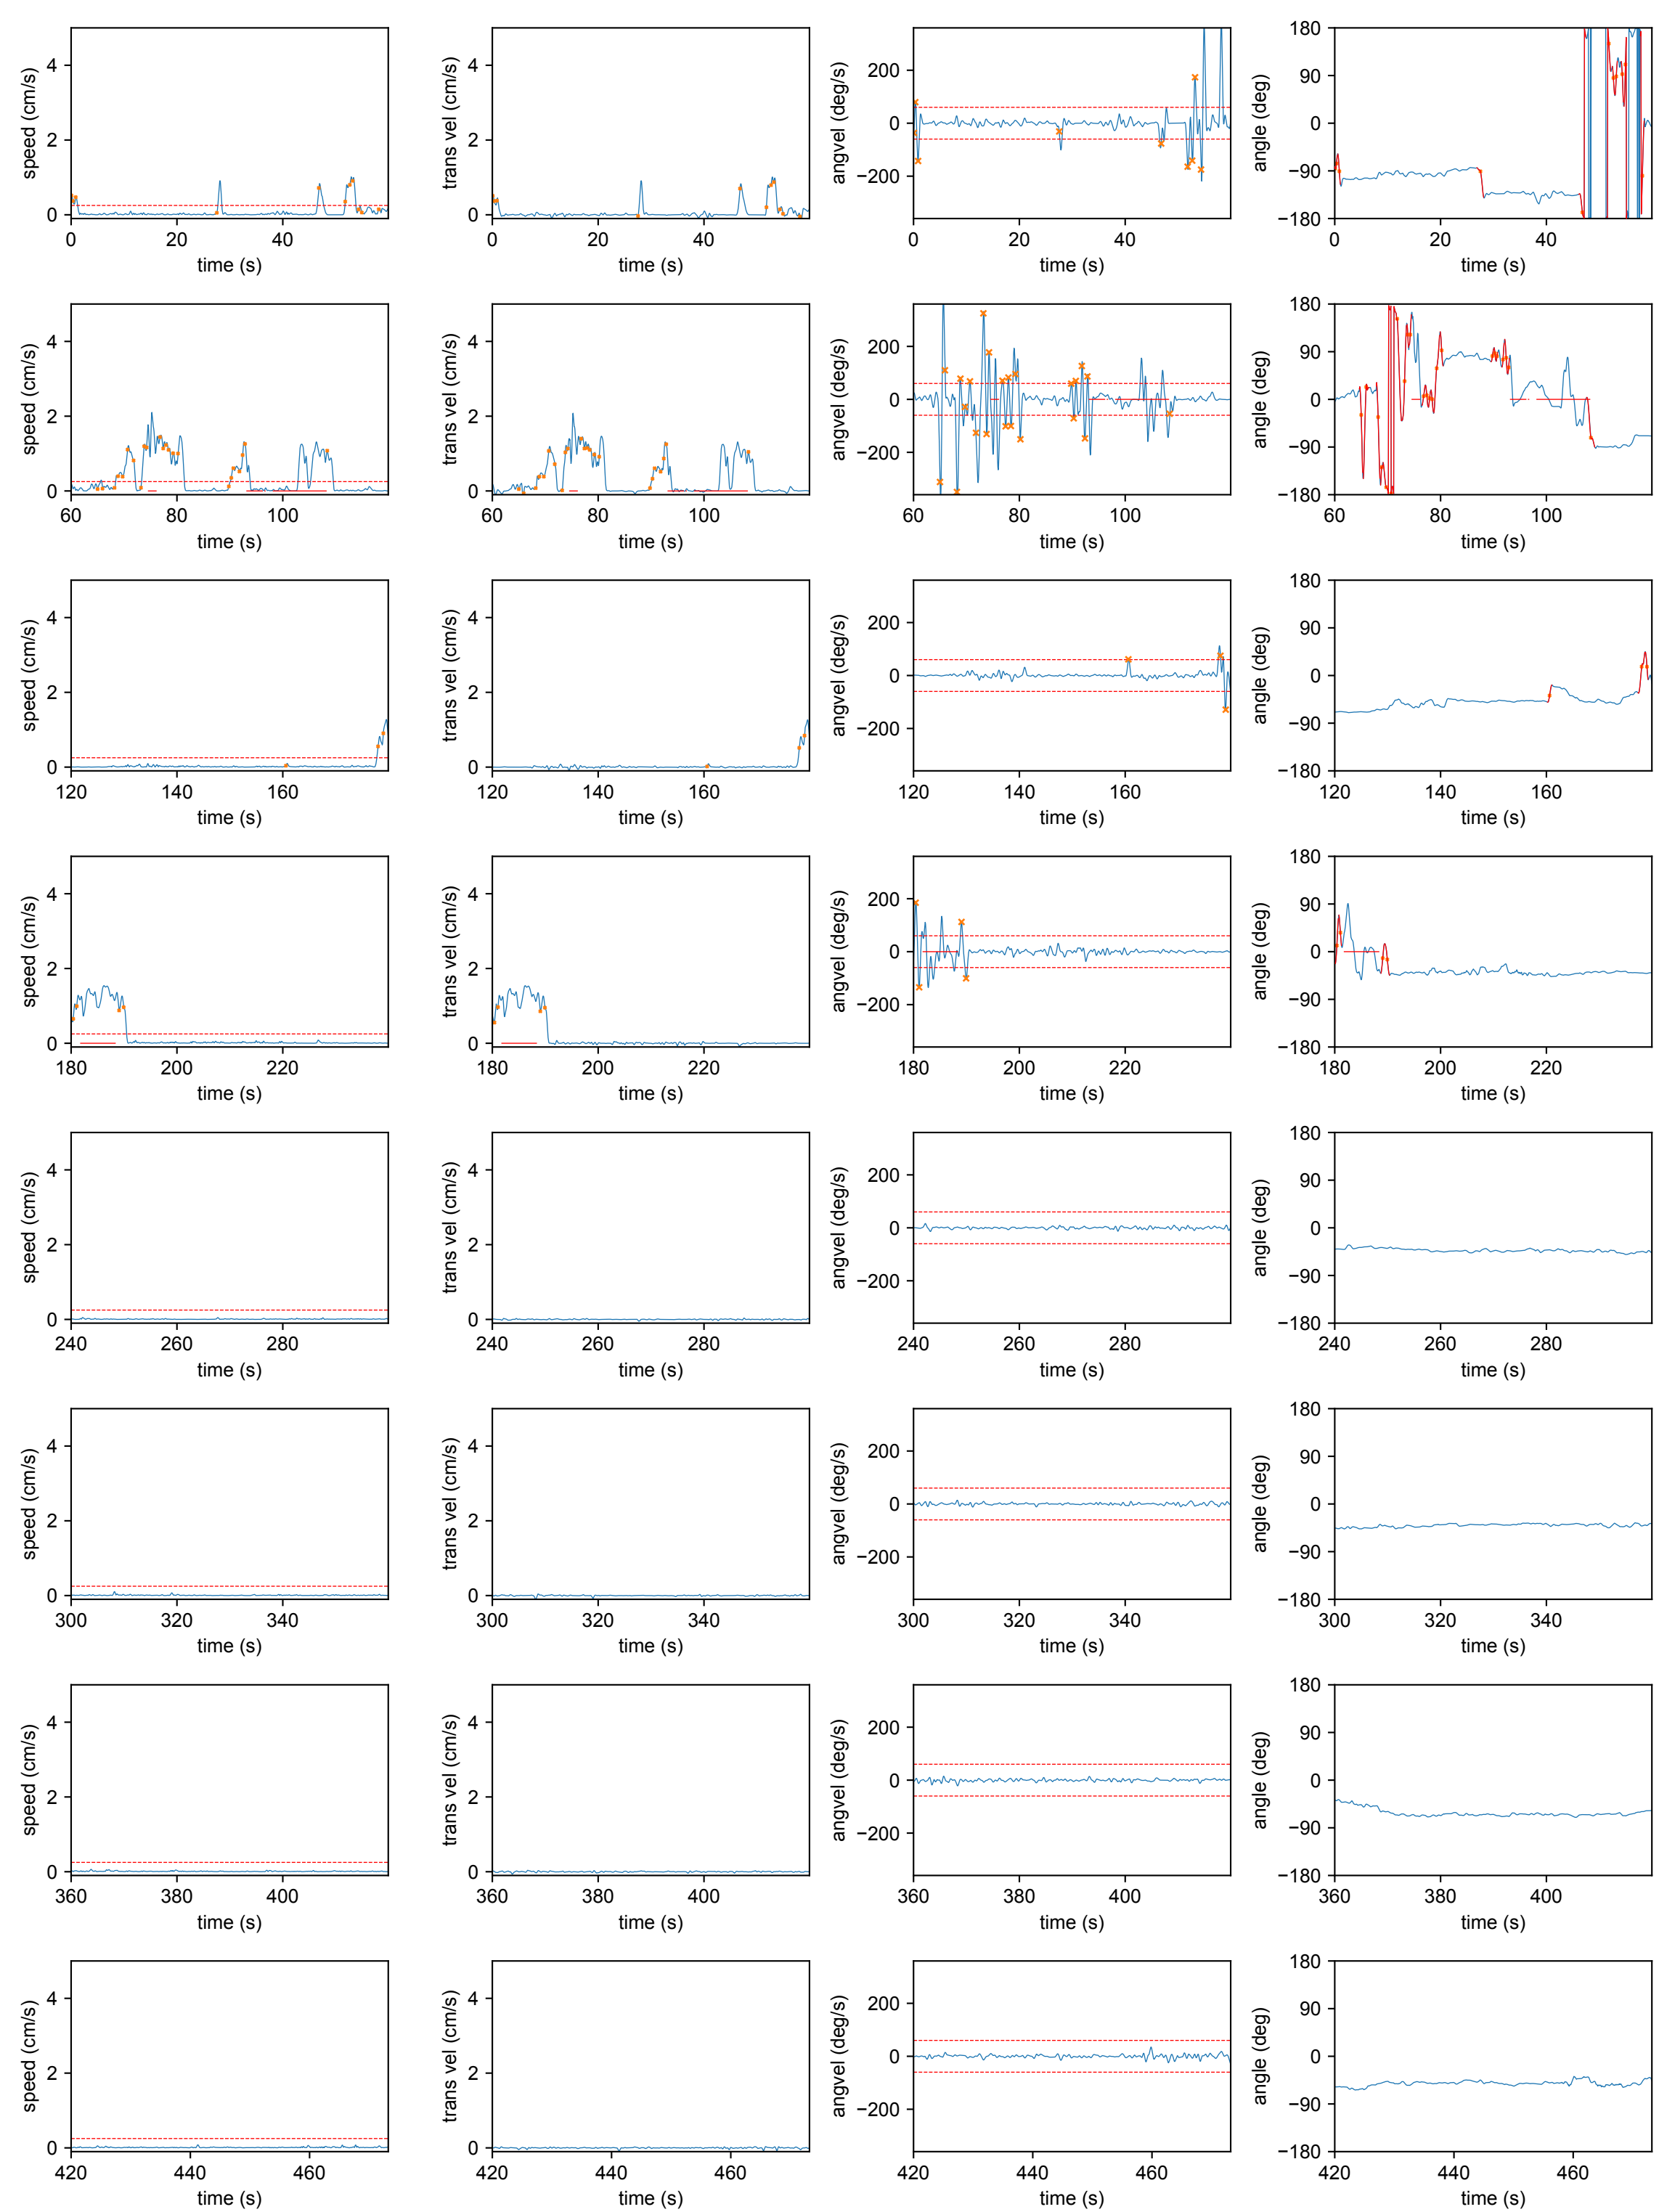 speed (cm/s) 4 2 0 0 20 40 time (s)
trans vel (cm/s) 4 2 0 0 20 40 time (s)
angvel (deg/s) 200 0 −200 0 20 40 time (s)
angle (deg) 180 90 0 −90 −180 0 20 40 time (s)
speed (cm/s) 4 2 0 60 80 100 time (s)
trans vel (cm/s) 4 2 0 60 80 100 time (s)
angvel (deg/s) 200 0 −200 60 80 100 time (s)
angle (deg) 180 90 0 −90 −180 60 80 100 time (s)
speed (cm/s) 4 2 0 120 140 160 time (s)
trans vel (cm/s) 4 2 0 120 140 160 time (s)
angvel (deg/s) 200 0 −200 120 140 160 time (s)
angle (deg) 180 90 0 −90 −180 120 140 160 time (s)
speed (cm/s) 4 2 0 180 200 220 time (s)
trans vel (cm/s) 4 2 0 180 200 220 time (s)
angvel (deg/s) 200 0 −200 180 200 220 time (s)
angle (deg) 180 90 0 −90 −180 180 200 220 time (s)
speed (cm/s) 4 2 0 240 260 280 time (s)
trans vel (cm/s) 4 2 0 240 260 280 time (s)
angvel (deg/s) 200 0 −200 240 260 280 time (s)
angle (deg) 180 90 0 −90 −180 240 260 280 time (s)
speed (cm/s) 4 2 0 300 320 340 time (s)
trans vel (cm/s) 4 2 0 300 320 340 time (s)
angvel (deg/s) 200 0 −200 300 320 340 time (s)
angle (deg) 180 90 0 −90 −180 300 320 340 time (s)
speed (cm/s) 4 2 0 360 380 400 time (s)
trans vel (cm/s) 4 2 0 360 380 400 time (s)
angvel (deg/s) 200 0 −200 360 380 400 time (s)
angle (deg) 180 90 0 −90 −180 360 380 400 time (s)
speed (cm/s) 4 2 0 420 440 460 time (s)
trans vel (cm/s) 4 2 0 420 440 460 time (s)
angvel (deg/s) 200 0 −200 420 440 460 time (s)
angle (deg) 180 90 0 −90 −180 420 440 460 time (s)